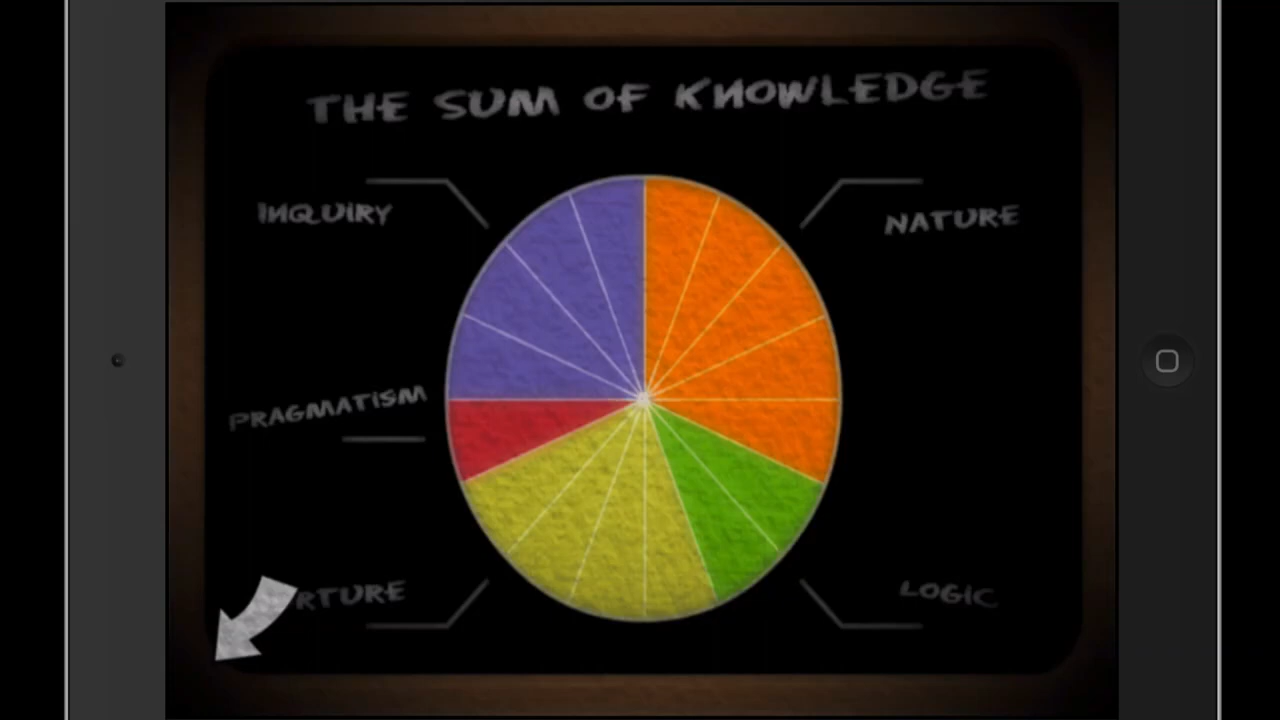 THE SUM OF KNOWLEDGE
INQUIRY
NATURE
PRAGMATISM
RTURE
LOGIC